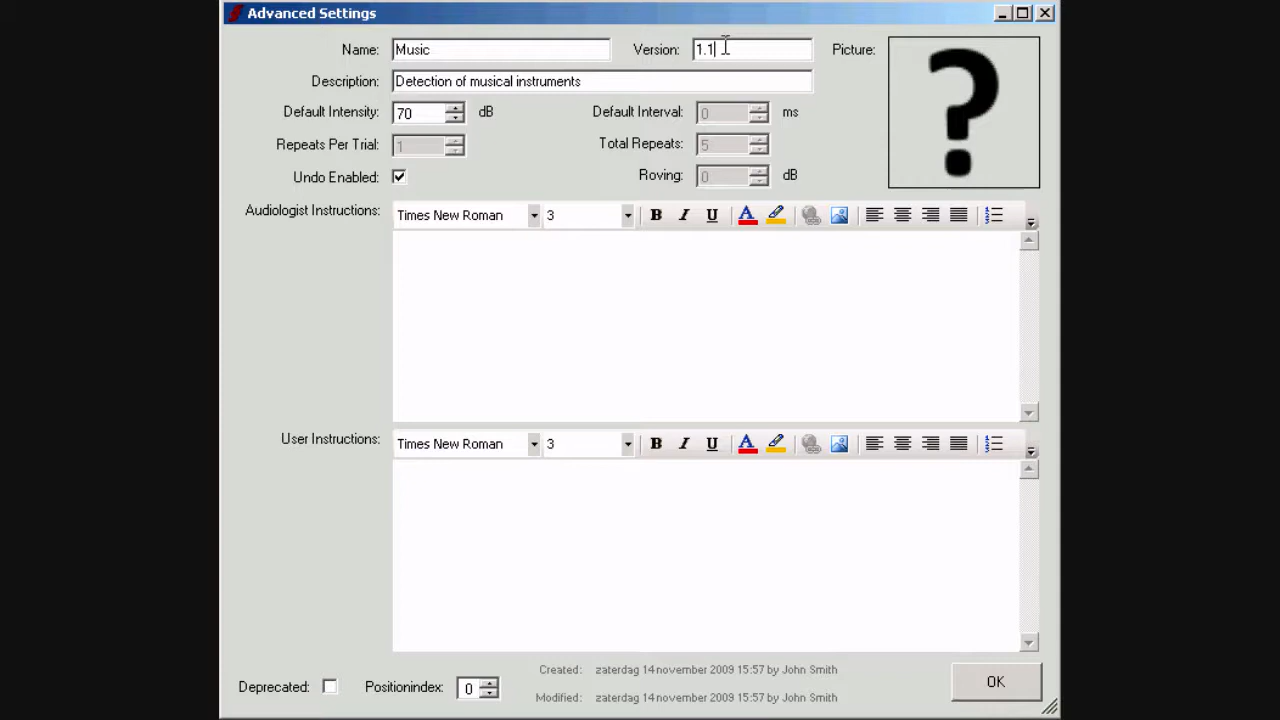 Advanced Settings
Name: Music Version: 1.1 Picture:
Description: Detection of musical instruments
Default Intensity: 70 dB Default Interval: 0 ms
Repeats Per Trial: 1 Total Repeats: 5
Undo Enabled: Roving: 0 dB
Audiologist Instructions: Times New Roman 3 B I U A
User Instructions: Times New Roman 3 B I U A
Created: zaterdag 14 november 2009 15:57 by John Smith
Deprecated: Positionindex: 0 OK
Modified: zaterdag 14 november 2009 15:57 by John Smith